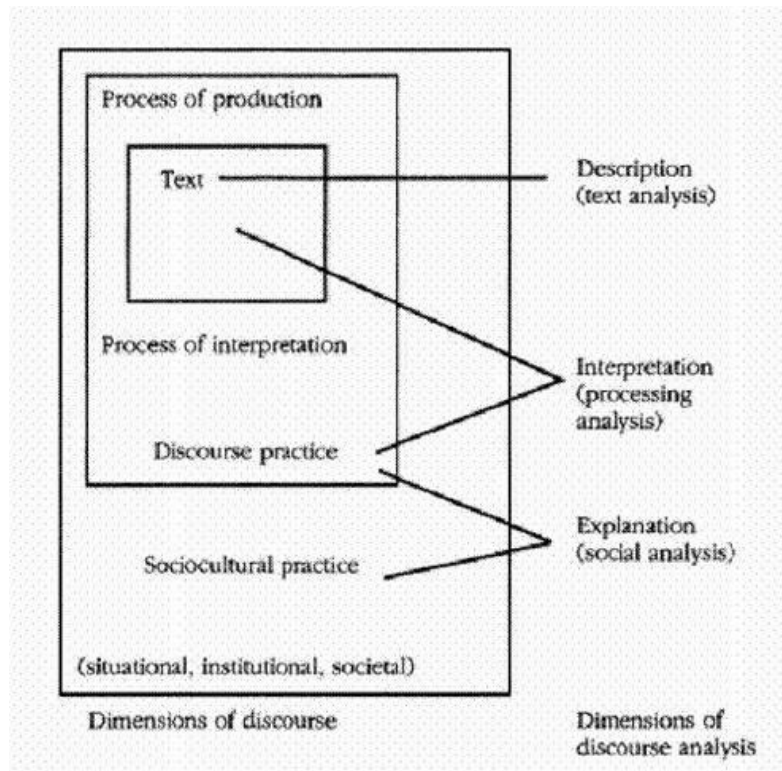 Process of production
Text
Description
(text analysis)
Process of interpretation
Interpretation
(processing
analysis)
Discourse practice
Explanation
(social analysis)
Sociocultural practice
(situational, institutional, societal)
Dimensions of discourse
Dimensions of
discourse analysis